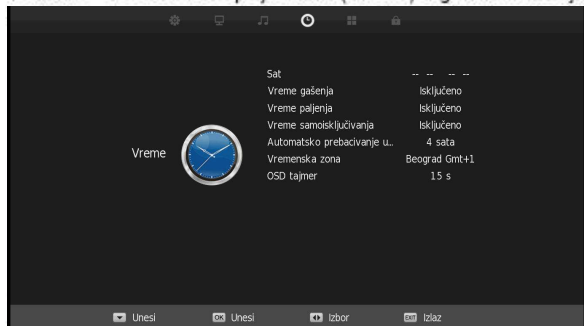 Sat -- -- -- --
Vreme gašenja Isključeno
Vreme paljenja Isključeno
Vreme samoisključivanja Isključeno
Automatsko prebacivanje u... 4 sata
Vreme
Vremenska zona Beograd Gmt+1
OSD tajmer 15 s
Unesi OK Unesi Izbor EXIT Izlaz